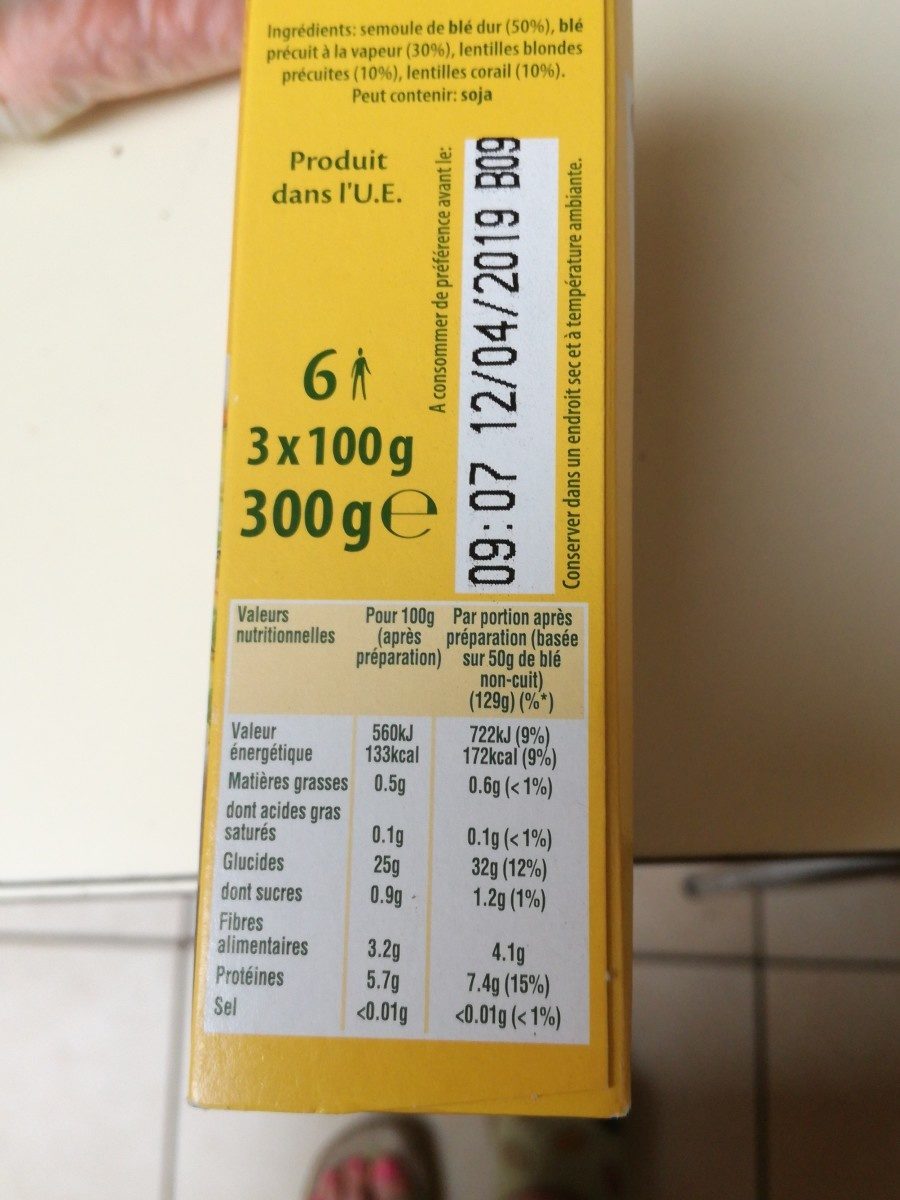 Ingrédients: semoule de blé dur (50%), blé
précuit à la vapeur (30%), lentilles blondes
précuites (10%), lentilles corail (10%).
Peut contenir: soja
Produit
dans l'U.E.
6
3x100g
300g℮
A consommer de préférence avant le:
09:07 12/04/2019 B09
Conserver dans un endroit sec et à température ambiante.
Valeurs nutritionnelles Pour 100g (après préparation) Par portion après préparation (basée sur 50g de blé non-cuit) (129g) (%*)
Valeur énergétique 560kJ 133kcal 722kJ (9%) 172kcal (9%)
Matières grasses 0.5g 0.6g (<1%)
dont acides gras saturés 0.1g 0.1g (<1%)
Glucides 25g 32g (12%)
dont sucres 0.9g 1.2g (1%)
Fibres alimentaires 3.2g 4.1g
Protéines 5.7g 7.4g (15%)
Sel <0.01g <0.01g (<1%)